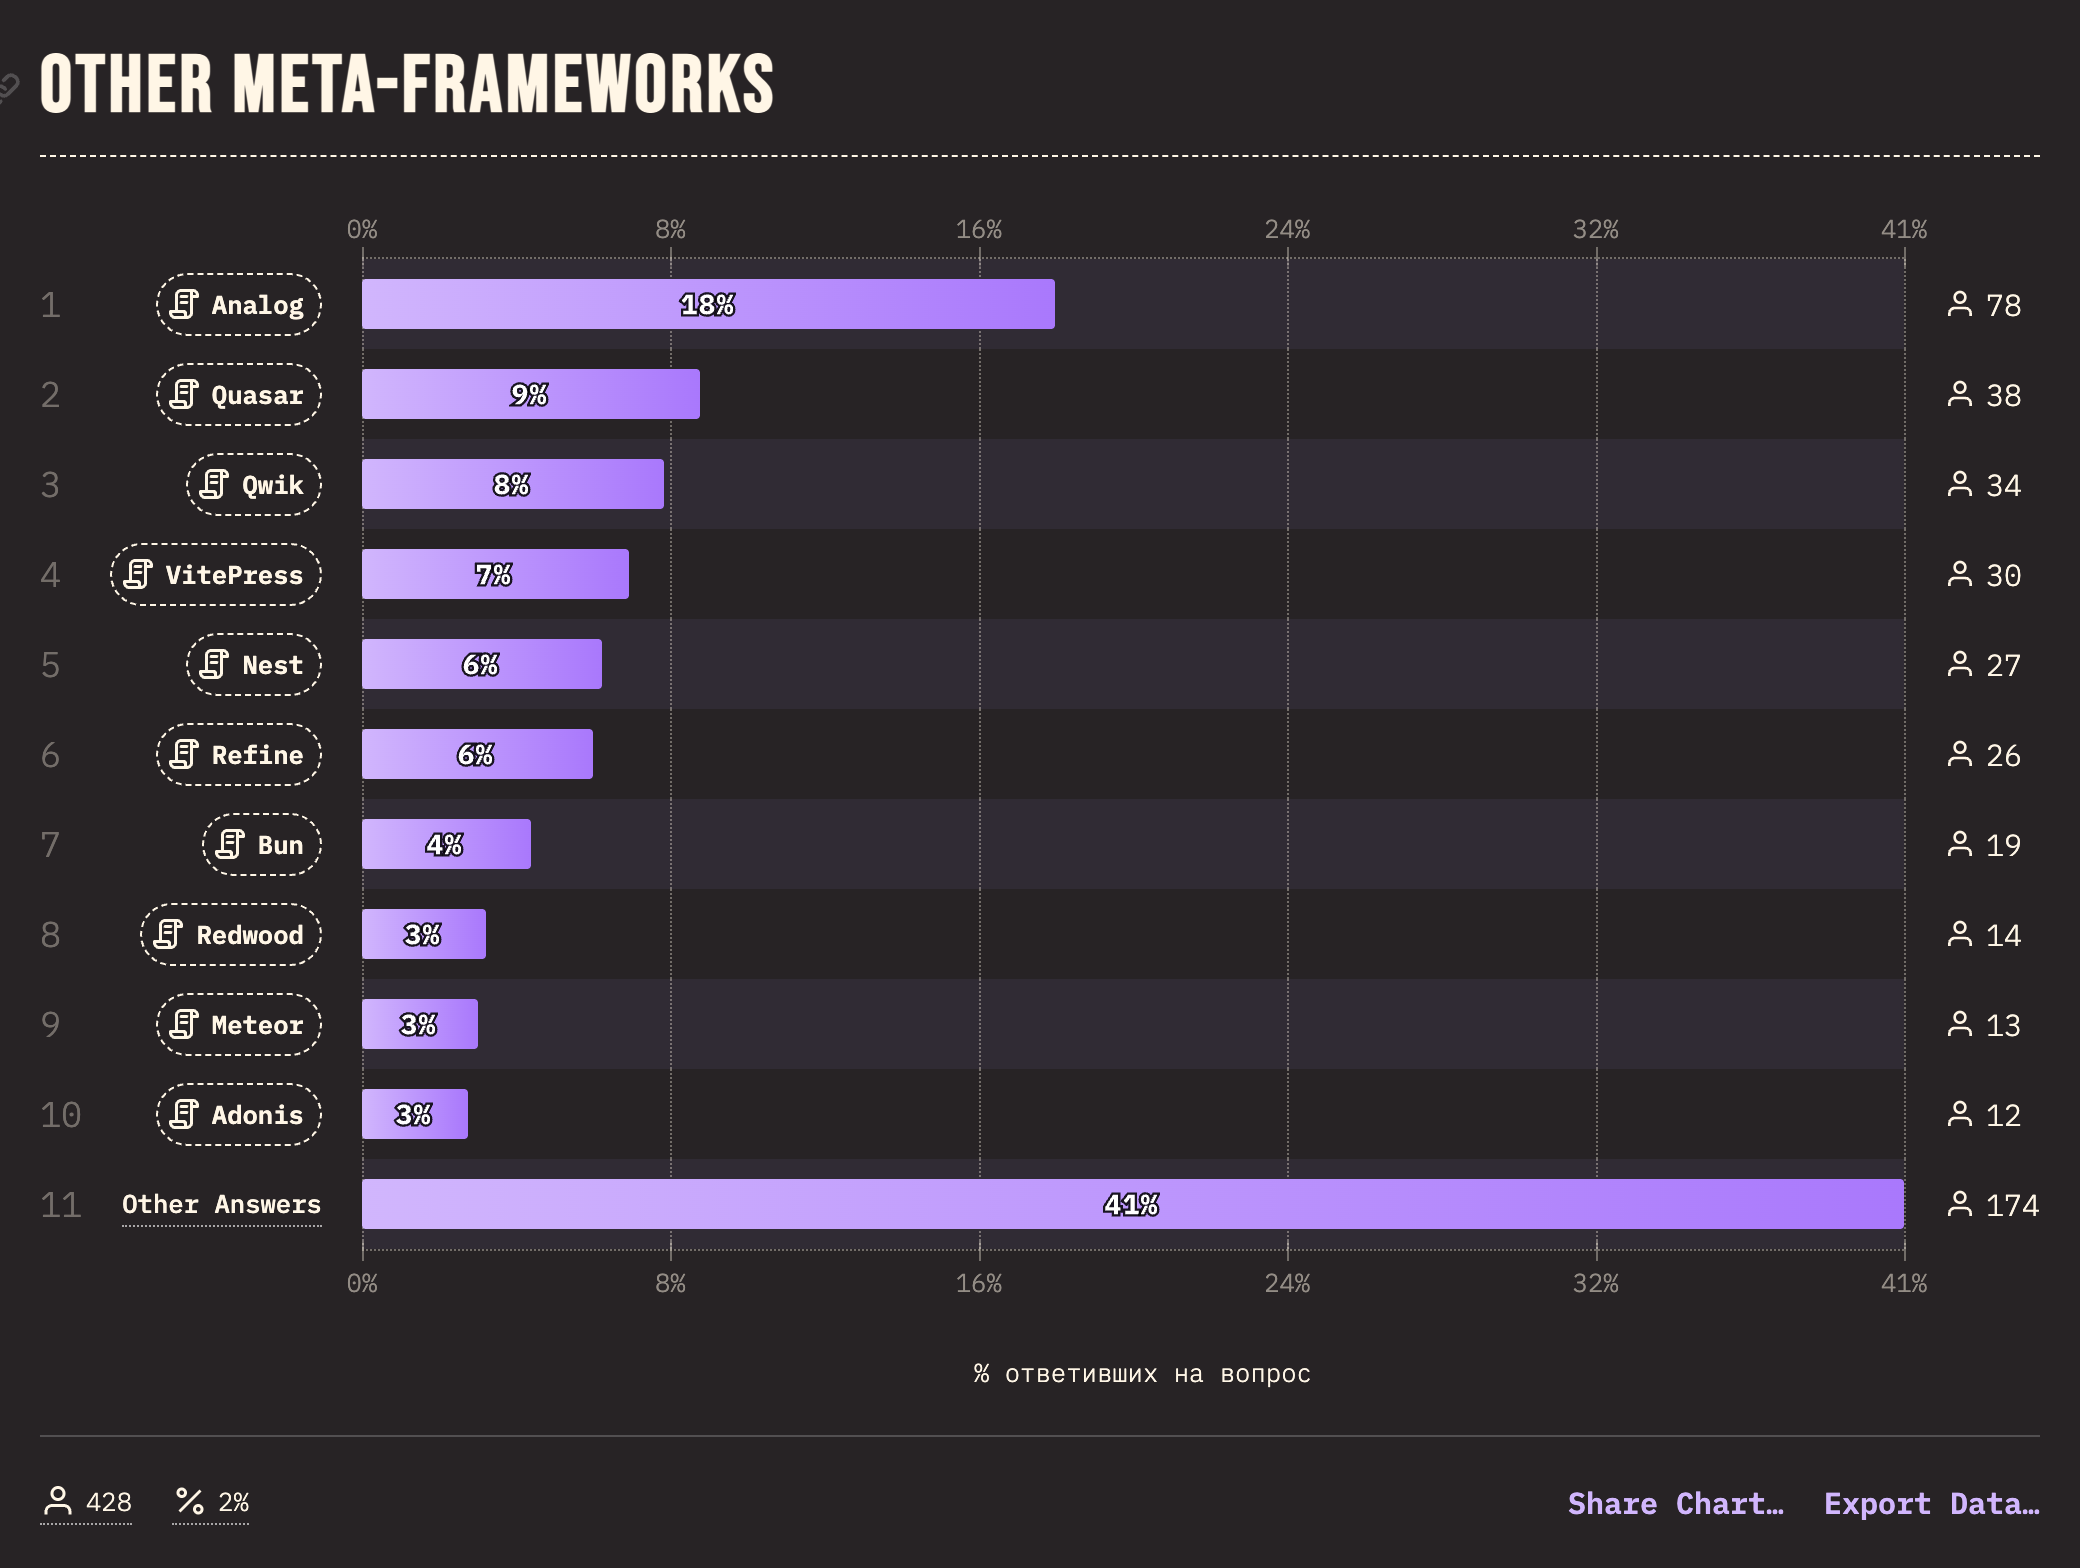 OTHER META-FRAMEWORKS
0% 8% 16% 24% 32% 41%
1 Analog 18% 78
2 Quasar 9% 38
3 Qwik 8% 34
4 VitePress 7% 30
5 Nest 6% 27
6 Refine 6% 26
7 Bun 4% 19
8 Redwood 3% 14
9 Meteor 3% 13
10 Adonis 3% 12
11 Other Answers 41% 174
0% 8% 16% 24% 32% 41%
% ответивших на вопрос
428 2% Share Chart… Export Data…